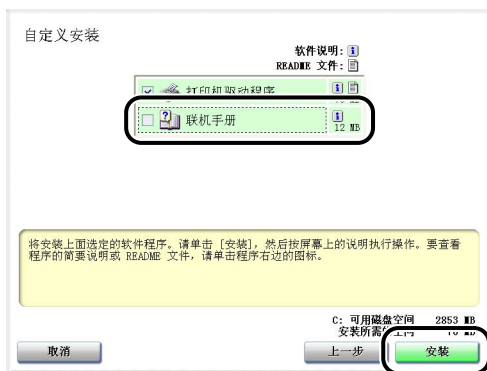 自定义安装
软件说明:
README 文件:
打印机驱动程序
联机手册
12 MB
将安装上面选定的软件程序。请单击 [安装], 然后按屏幕上的说明执行操作。要查看
程序的简要说明或 README 文件, 请单击程序右边的图标。
C: 可用磁盘空间 2853 MB
安装所需的空间
取消 上一步 安装